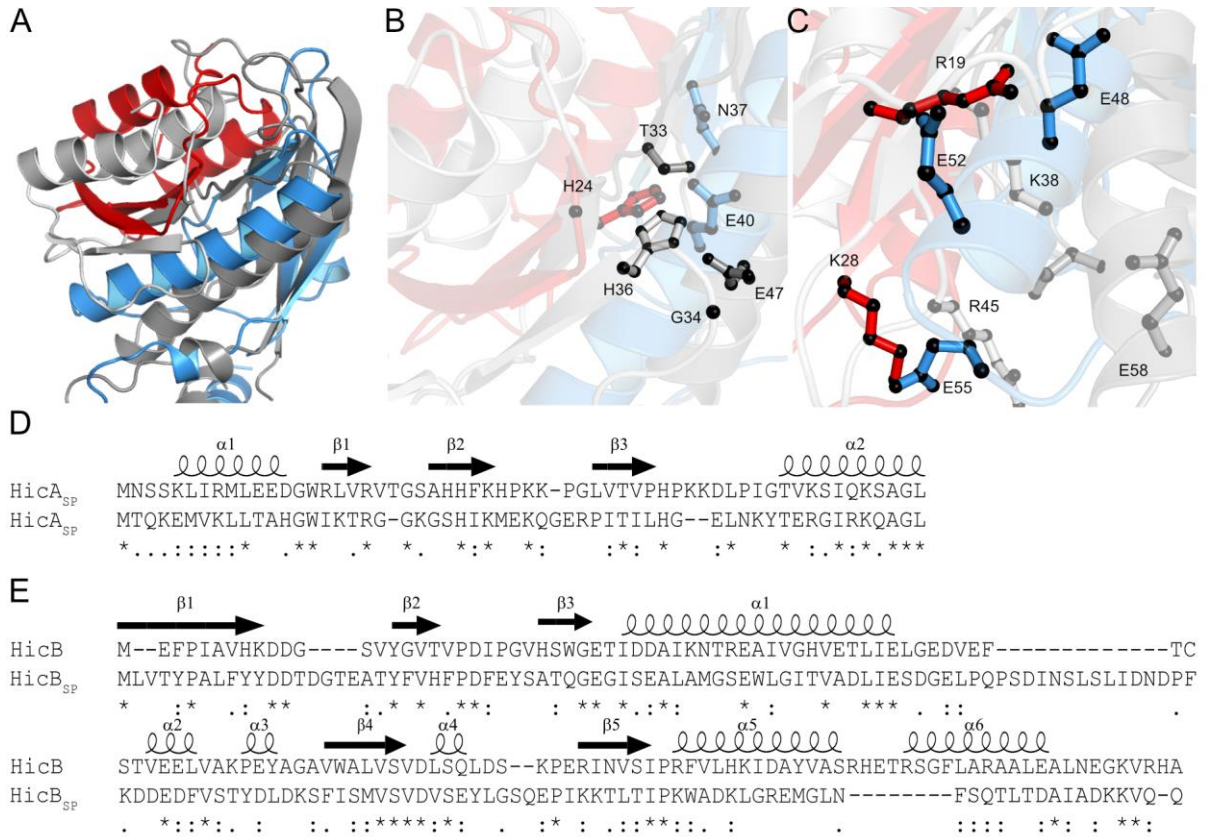 A
B
C
N37
T33
H24
E40
H36
E47
G34
R19
E48
E52
K38
K28
R45
E55
E58
D
α1 β1 β2 β3 α2
HicA_SP MNSSKLIRMLEEDGWRLVRVTGSAHHFKHPKK-PGLVTVPHPKKDLPIGTVKSIQKSAGL
HicA_SP MTQKEMVKLLTAHGWIKTRG-GKGSHIKMEKQGERPITILHG--ELNKYTERGIRKQAGL
*...:::::*  .:**   *  *. .*:*  *:    :*: *   .:  * :.*:*.***
E
β1 β2 β3 α1
HicB M--EFPIAVHKDDG----SVYGVTVPDIPGVHSWGETIDDAIKNTREAIVGHVETLIELGEDVEF-------------TC
HicB_SP MLVTYPALFYYDDTDGTEATYFVHFPDFEYSATQGEGISEALAMGSEWLGITVADLIESDGELPQPSDINSLSLIDNDPF
α2 α3 β4 α4 β5 α5 α6
HicB STVEELVAKPEYAGAVWALVSVDLSQLDS--KPERINVSIPRFVLHKIDAYVASRHETRSGFLARAALEALNEGKVRHA
HicB_SP KDDEDFVSTYDLDKSFISMVSVDVSEYLGSQEPIKKTLTIPKWADKLGREMGLN--------FSQTLTDAIADKKVQ-Q